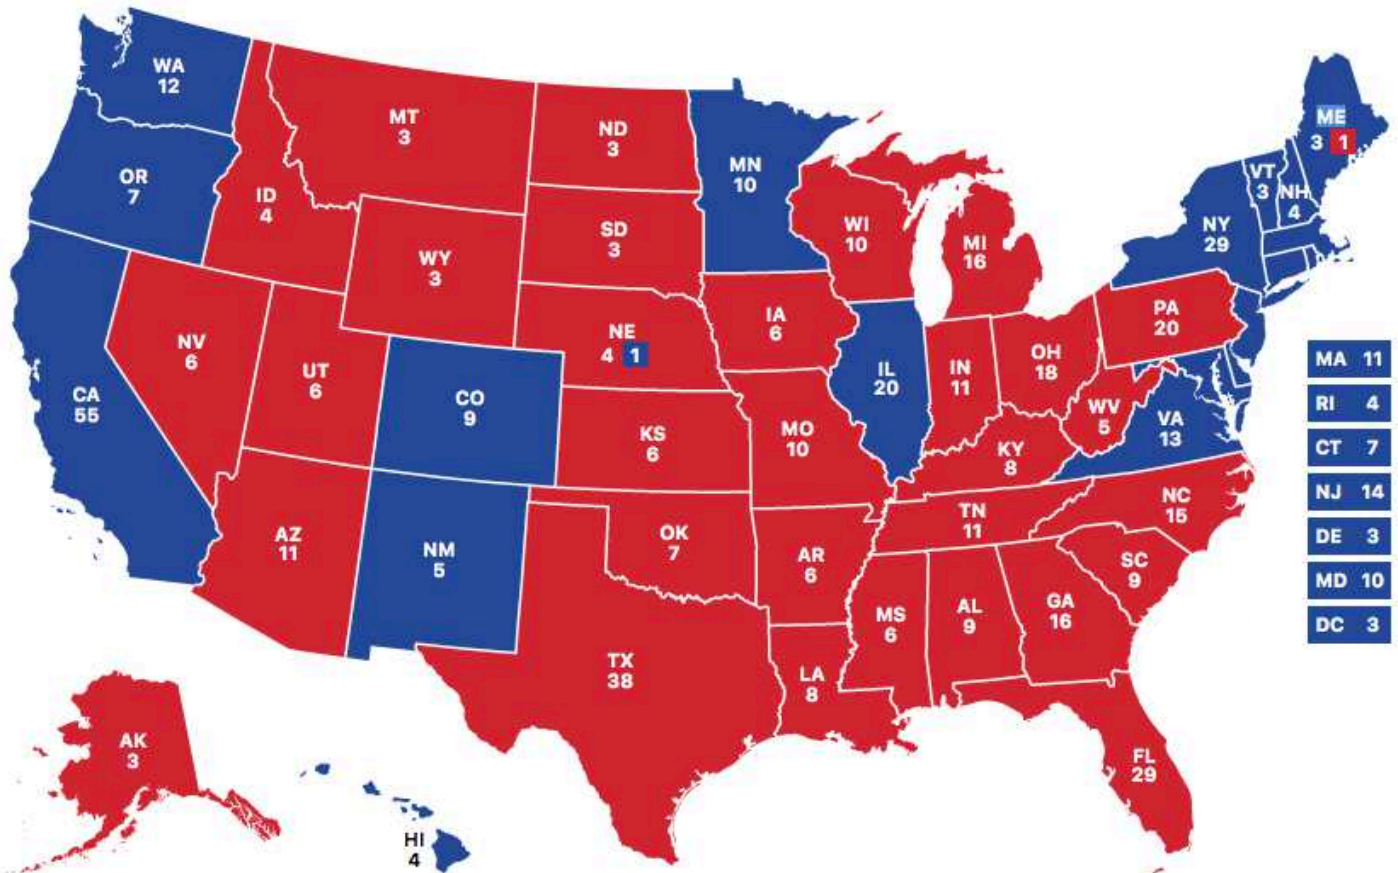 WA
12
OR
7
CA
55
NV
6
ID
4
MT
3
WY
3
UT
6
AZ
11
CO
9
NM
5
ND
3
SD
3
NE
4 1
KS
6
OK
7
TX
38
MN
10
IA
6
MO
10
AR
6
LA
8
WI
10
IL
20
MI
16
IN
11
OH
18
KY
8
TN
11
MS
6
AL
9
GA
16
FL
29
SC
9
NC
15
VA
13
WV
5
PA
20
NY
29
VT
3
NH
4
ME
3 1
MA 11
RI 4
CT 7
NJ 14
DE 3
MD 10
DC 3
AK
3
HI
4